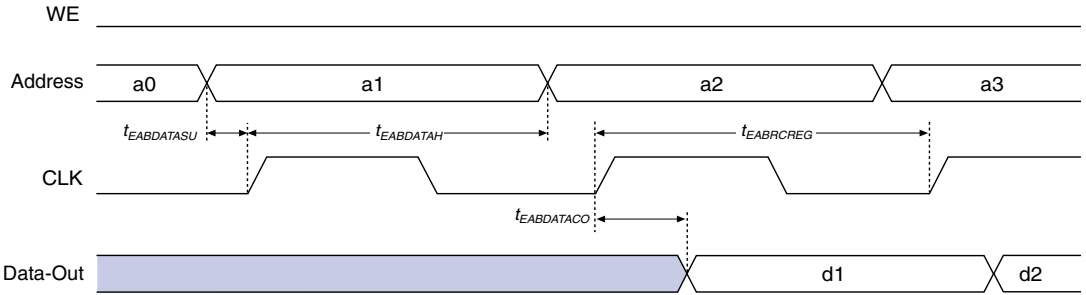 WE
Address a0 a1 a2 a3
tEABDATASU tEABDATAH tEABRCREG
CLK
tEABDATACO
Data-Out d1 d2